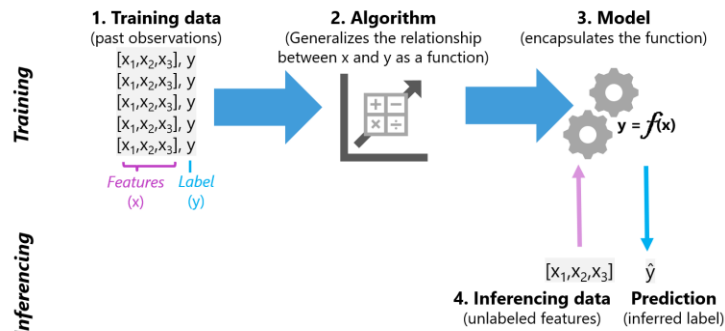 1. Training data
(past observations)
[x₁,x₂,x₃], y
[x₁,x₂,x₃], y
[x₁,x₂,x₃], y
[x₁,x₂,x₃], y
[x₁,x₂,x₃], y
Features
(x)
Label
(y)
2. Algorithm
(Generalizes the relationship
between x and y as a function)
+ −
× ÷
3. Model
(encapsulates the function)
y = f(x)
Training
[x₁,x₂,x₃]
4. Inferencing data
(unlabeled features)
ŷ
Prediction
(inferred label)
nferencing